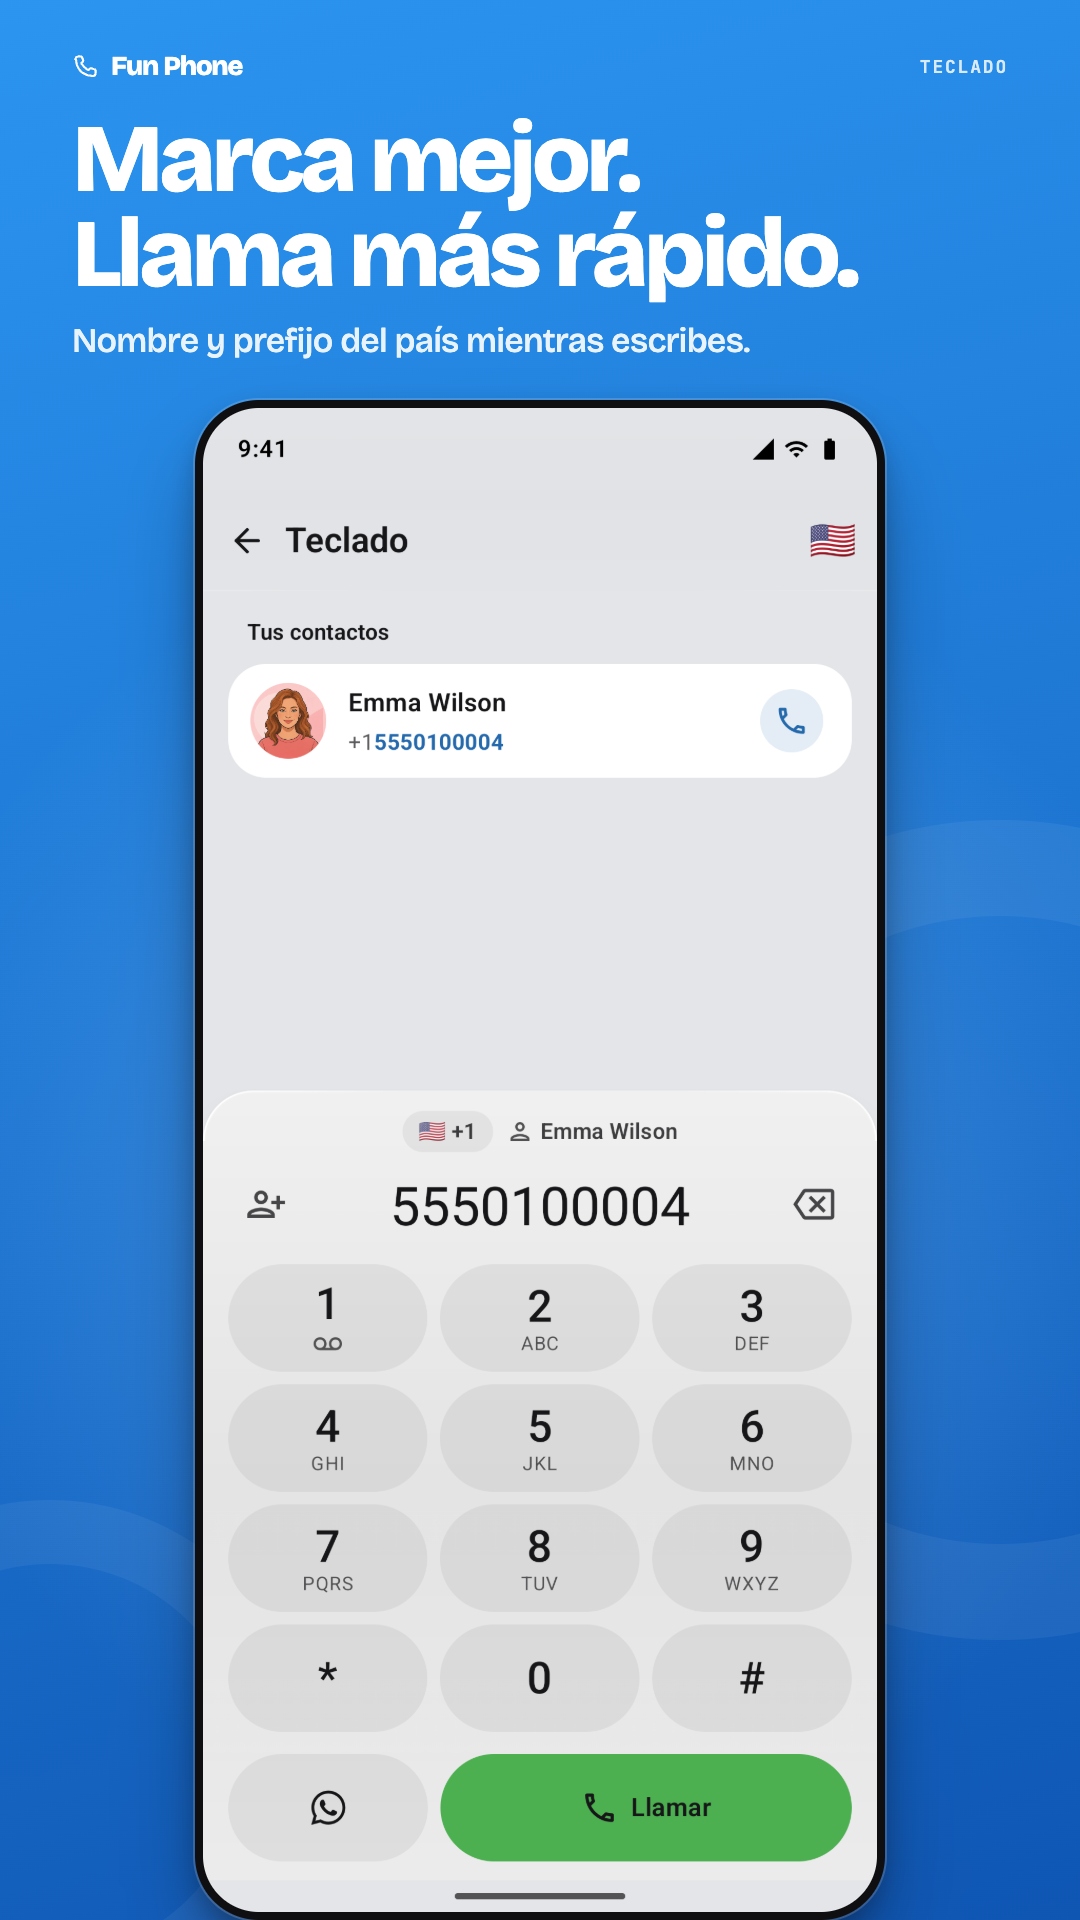 Fun Phone
TECLADO
Marca mejor.
Llama más rápido.
Nombre y prefijo del país mientras escribes.
9:41
Teclado
Tus contactos
Emma Wilson
+15550100004
+1 Emma Wilson
5550100004
1 2 3
ABC DEF
4 5 6
GHI JKL MNO
7 8 9
PQRS TUV WXYZ
* 0 #
Llamar